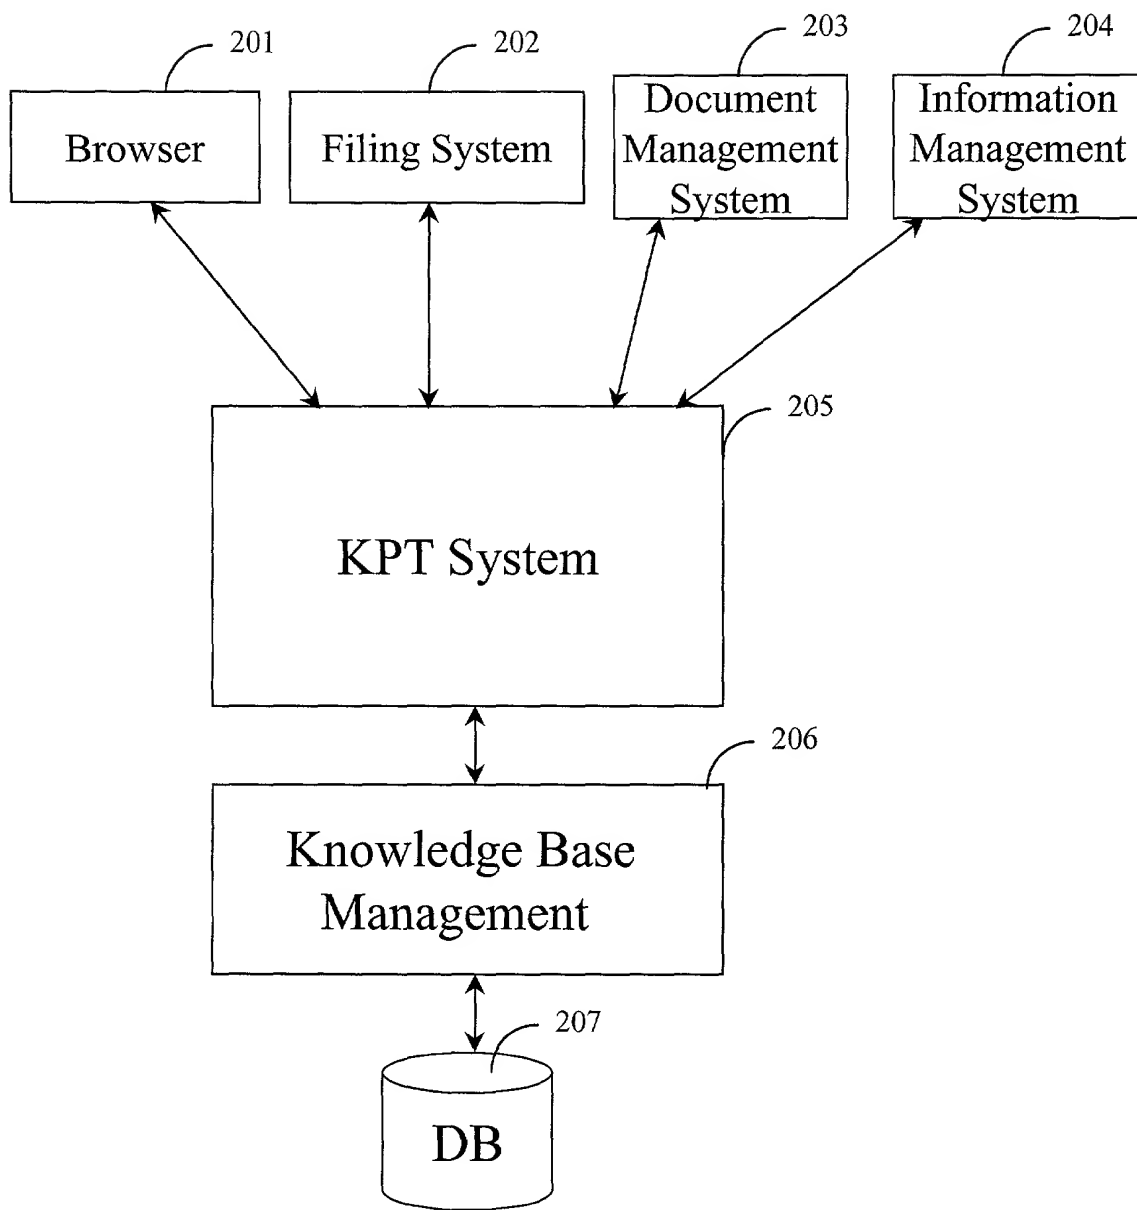 201
202
203
204
Browser
Filing System
Document
Management
System
Information
Management
System
205
KPT System
206
Knowledge Base
Management
207
DB